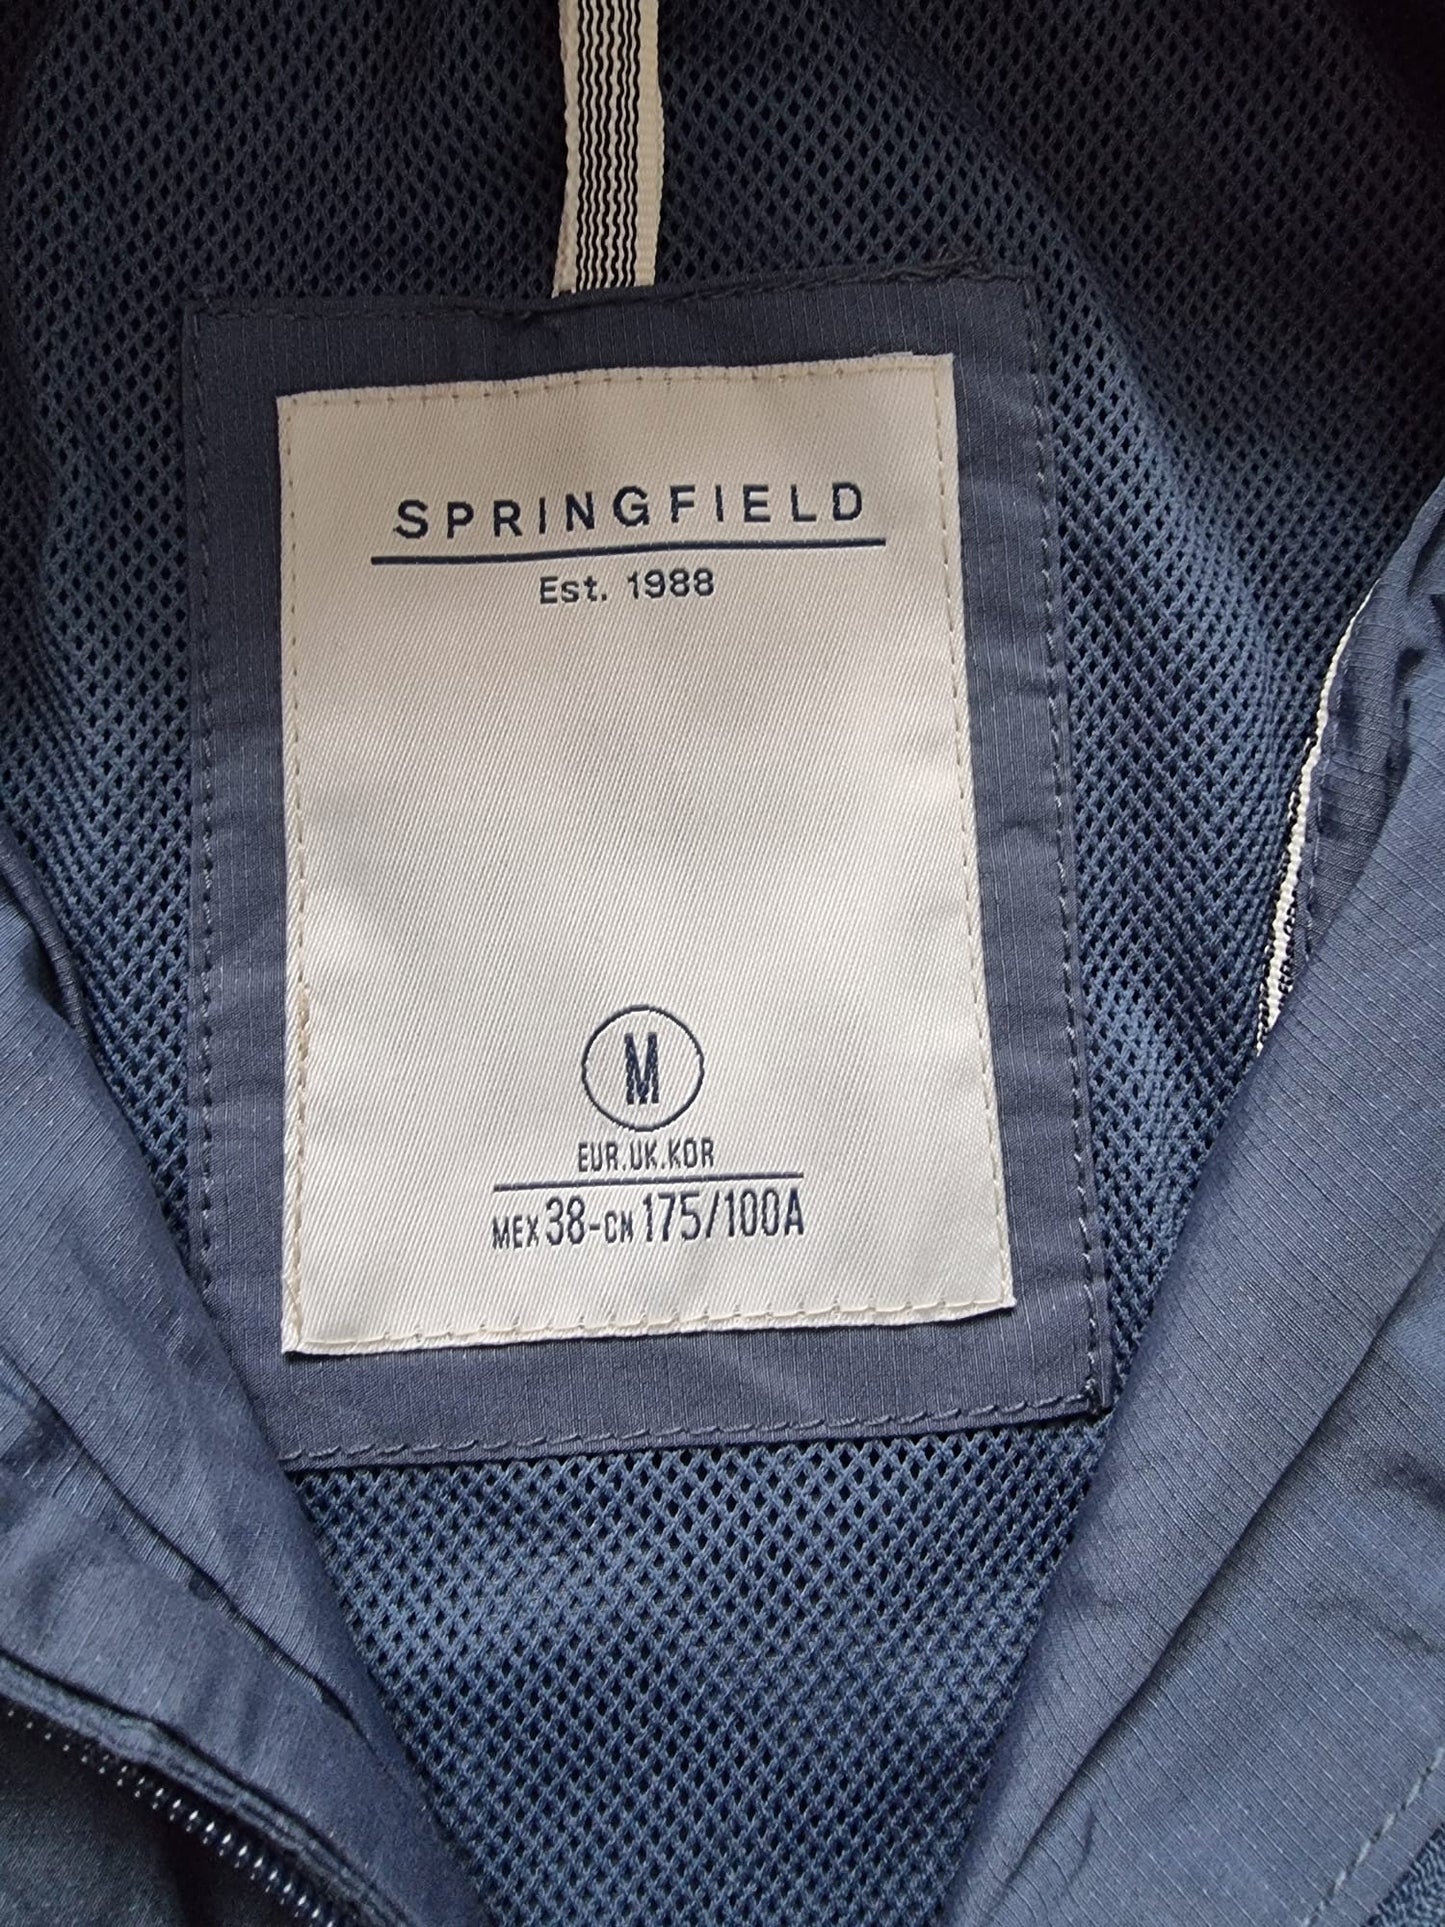 SPRINGFIELD
Est. 1988
M
EUR.UK.KOR
MEX 38-CN 175/100A